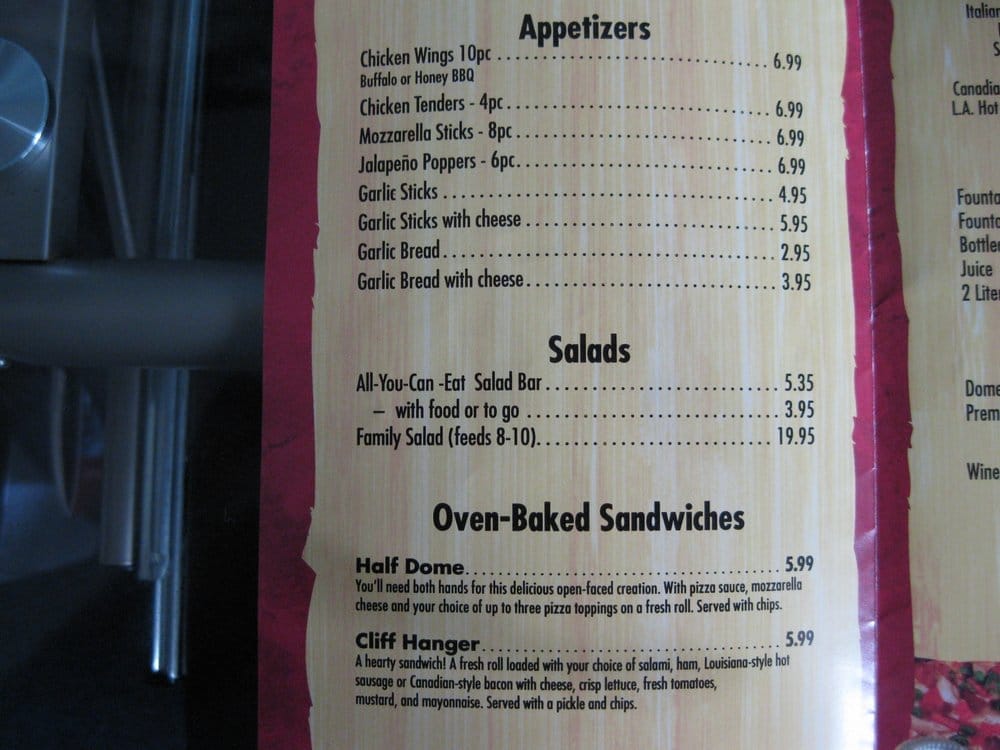 Appetizers
Chicken Wings 10pc . . . . . . . . . . . . . . . . . . . . . . . . . . . . . 6.99
Buffalo or Honey BBQ
Chicken Tenders - 4pc . . . . . . . . . . . . . . . . . . . . . . . . . . . . 6.99
Mozzarella Sticks - 8pc . . . . . . . . . . . . . . . . . . . . . . . . . . . 6.99
Jalapeño Poppers - 6pc . . . . . . . . . . . . . . . . . . . . . . . . . . . 6.99
Garlic Sticks . . . . . . . . . . . . . . . . . . . . . . . . . . . . . . . . . . . 4.95
Garlic Sticks with cheese . . . . . . . . . . . . . . . . . . . . . . . . . . 5.95
Garlic Bread . . . . . . . . . . . . . . . . . . . . . . . . . . . . . . . . . . . 2.95
Garlic Bread with cheese . . . . . . . . . . . . . . . . . . . . . . . . . . 3.95
Salads
All-You-Can -Eat Salad Bar . . . . . . . . . . . . . . . . . . . . . . . . 5.35
– with food or to go . . . . . . . . . . . . . . . . . . . . . . . . . . 3.95
Family Salad (feeds 8-10) . . . . . . . . . . . . . . . . . . . . . . . . 19.95
Oven-Baked Sandwiches
Half Dome . . . . . . . . . . . . . . . . . . . . . . . . . . . . . . . . . . . 5.99
You'll need both hands for this delicious open-faced creation. With pizza sauce, mozzarella
cheese and your choice of up to three pizza toppings on a fresh roll. Served with chips.
Cliff Hanger . . . . . . . . . . . . . . . . . . . . . . . . . . . . . . . . . . 5.99
A hearty sandwich! A fresh roll loaded with your choice of salami, ham, Louisiana-style hot
sausage or Canadian-style bacon with cheese, crisp lettuce, fresh tomatoes,
mustard, and mayonnaise. Served with a pickle and chips.
Italian
L.A. Hot
Juice
2 Liter
Dome
Prem
Wine